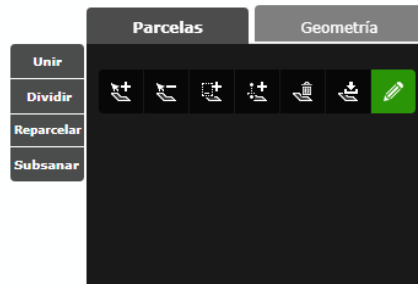 Parcelas
Geometría
Unir
Dividir
Reparcelar
Subsanar